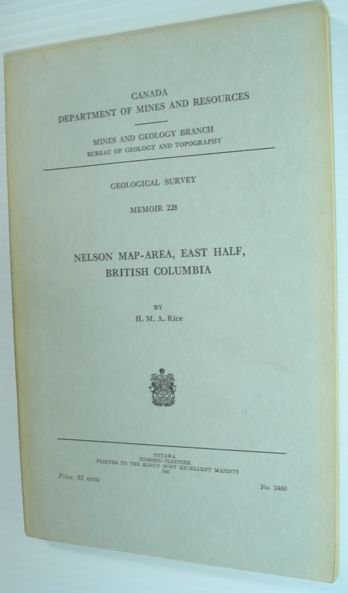 CANADA
DEPARTMENT OF MINES AND RESOURCES
MINES AND GEOLOGY BRANCH
BUREAU OF GEOLOGY AND TOPOGRAPHY
GEOLOGICAL SURVEY
MEMOIR 228
NELSON MAP-AREA, EAST HALF,
BRITISH COLUMBIA
BY
H. M. A. Rice
OTTAWA
EDMOND CLOUTIER
PRINTER TO THE KING'S MOST EXCELLENT MAJESTY
Price, 25 cents
No. 2460